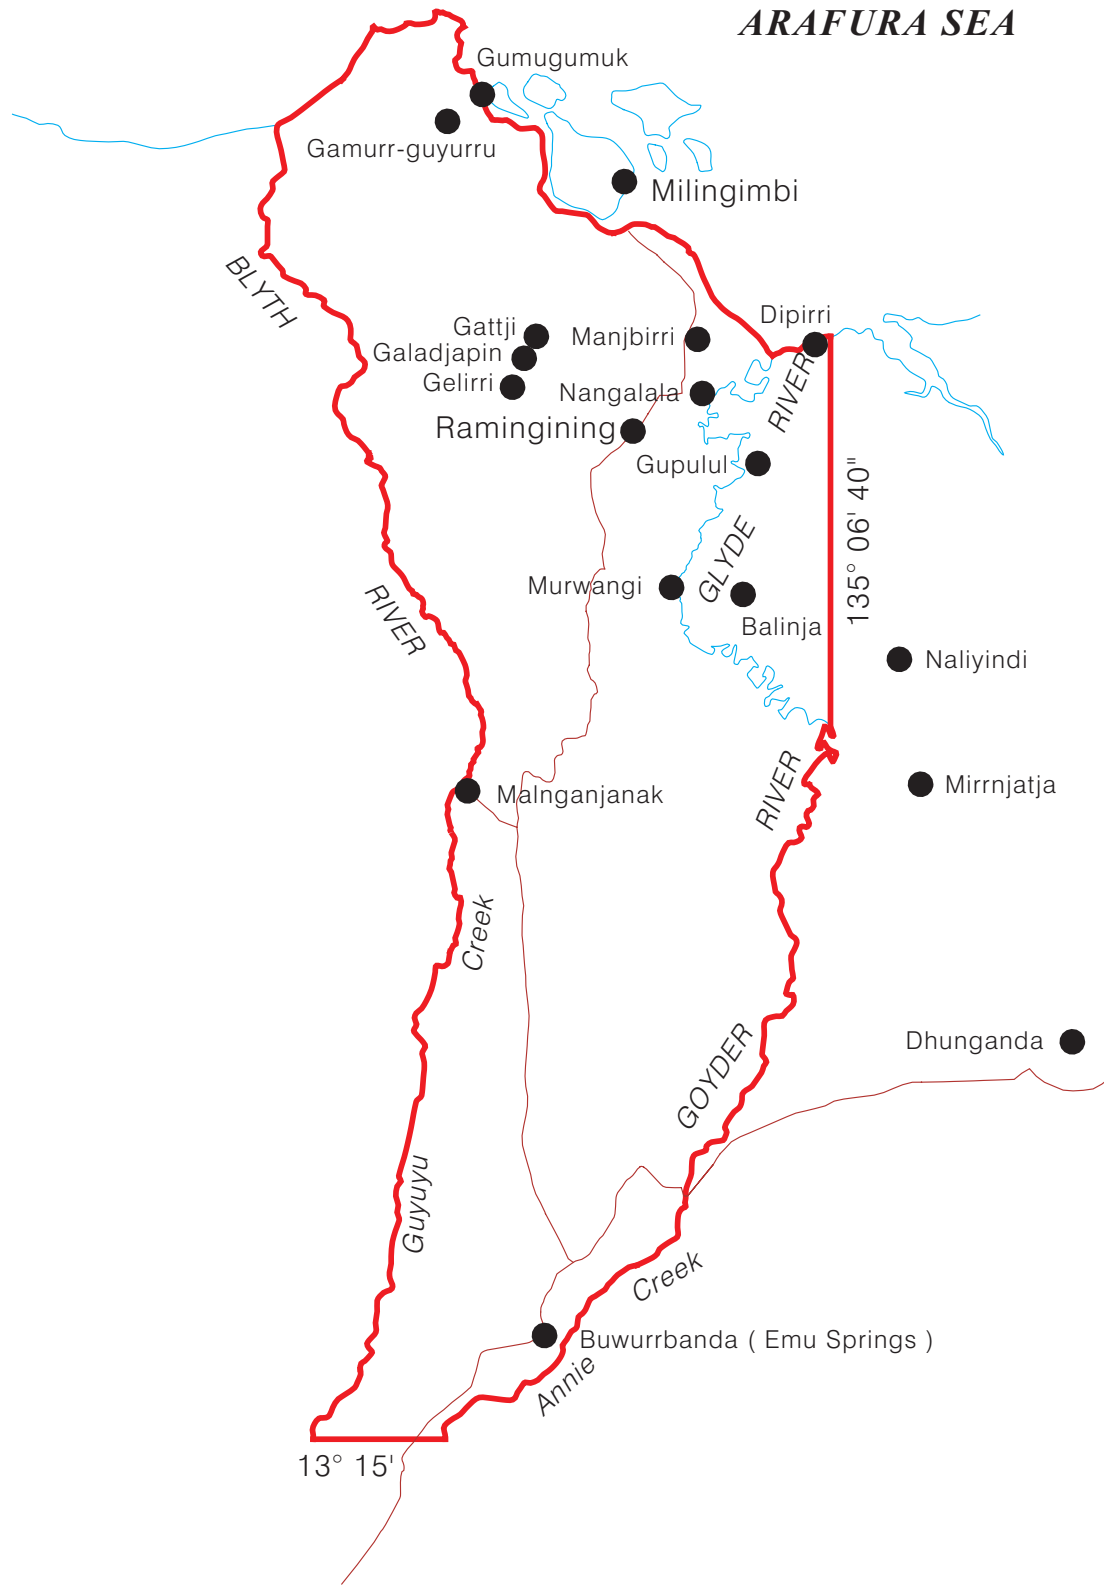 ARAFURA SEA
Gumugumuk
Gamurr-guyurru
Milingimbi
BLYTH
Dipirri
Gattji
Manjbirri
Galadjapin
Gelirri
Nangalala
RIVER
Ramingining
Gupulul
135° 06' 40"
GLYDE
Murwangi
RIVER
Balinja
Naliyindi
RIVER
Mirrnjatja
Malnganjanak
Creek
Dhunganda
GOYDER
Guyuyu
Creek
Buwurrbanda ( Emu Springs )
Annie
13° 15'